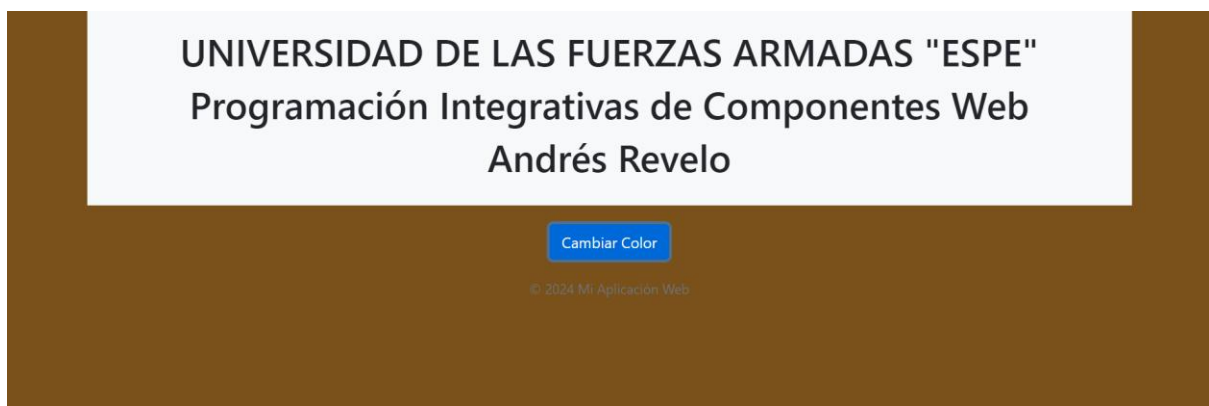 UNIVERSIDAD DE LAS FUERZAS ARMADAS "ESPE"
Programación Integrativas de Componentes Web
Andrés Revelo
Cambiar Color
© 2024 Mi Aplicación Web